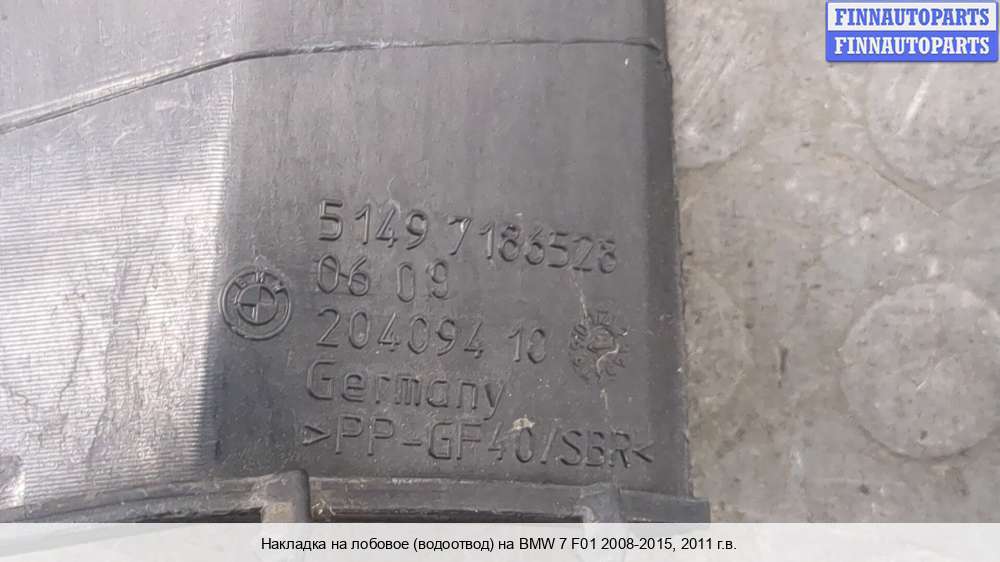 FINNAUTOPARTS
FINNAUTOPARTS
5149 7186528
06 09
204094 10
Germany
>PP-GF40/SBR<
Накладка на лобовое (водоотвод) на BMW 7 F01 2008-2015, 2011 г.в.